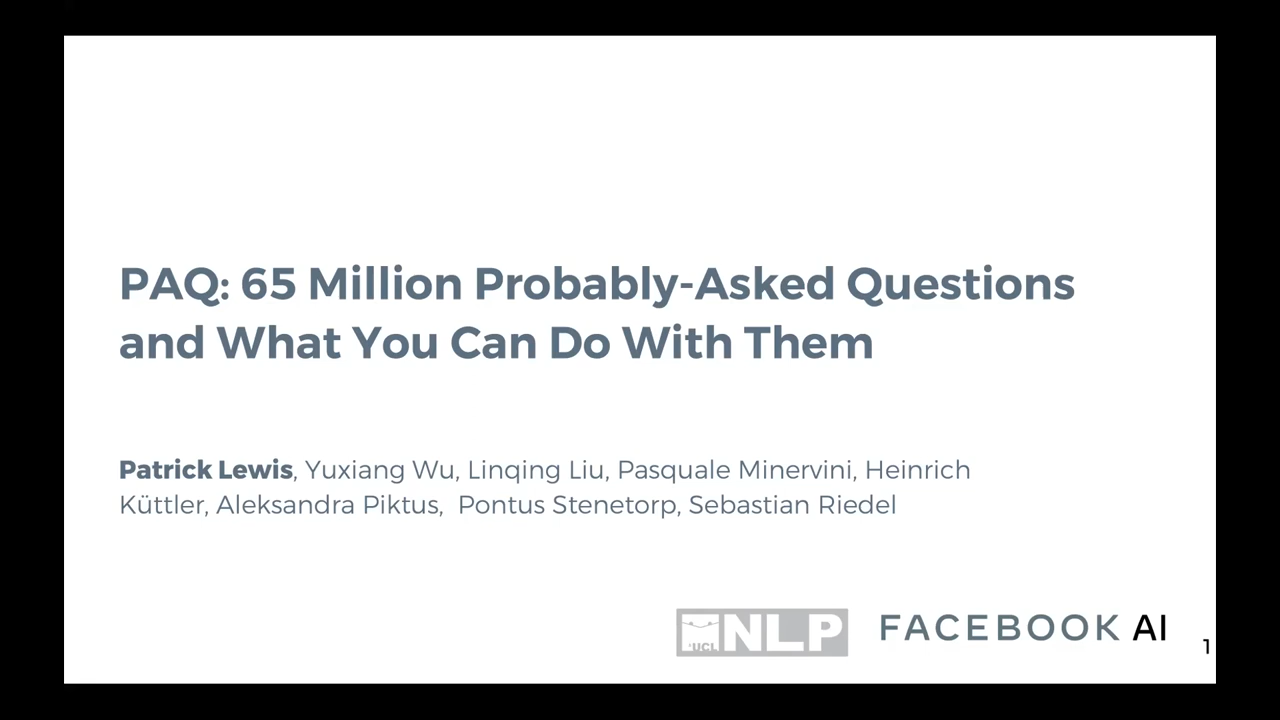 PAQ: 65 Million Probably-Asked Questions
and What You Can Do With Them
Patrick Lewis, Yuxiang Wu, Linqing Liu, Pasquale Minervini, Heinrich
Küttler, Aleksandra Piktus, Pontus Stenetorp, Sebastian Riedel
UCL NLP
FACEBOOK AI
1